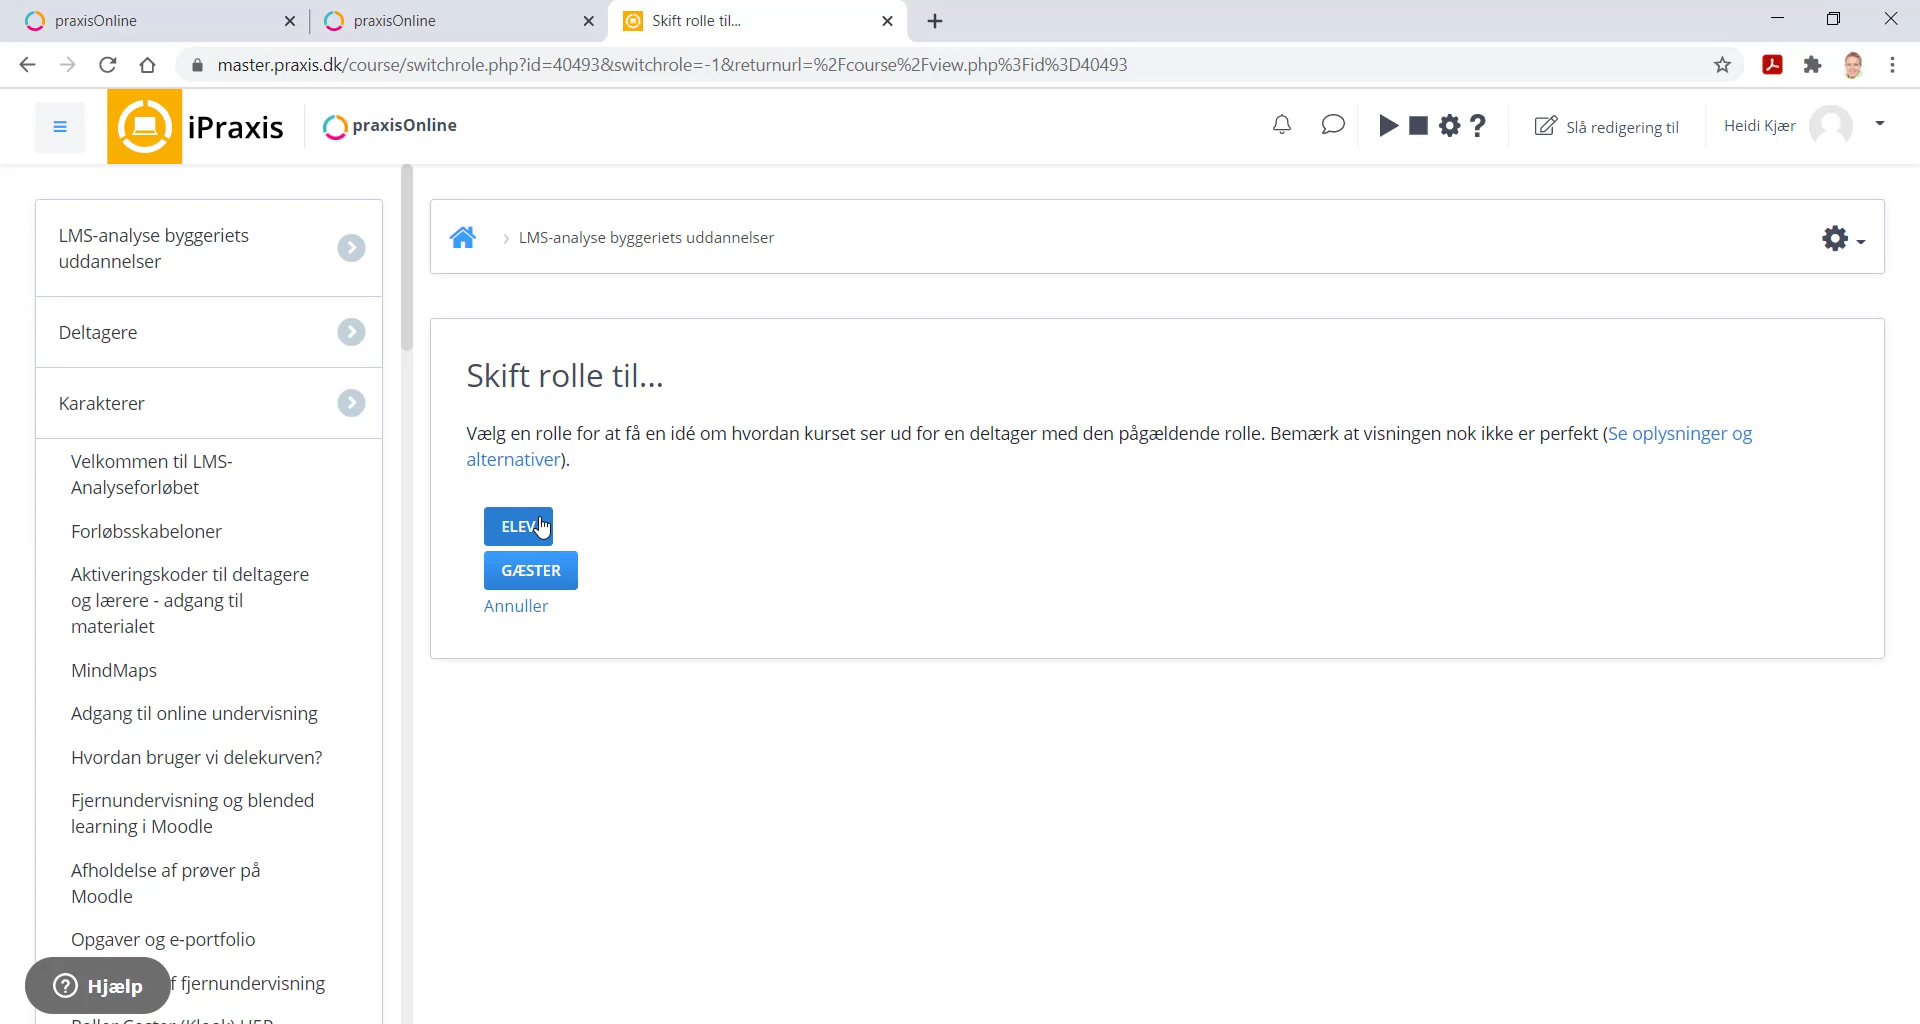 praxisOnline
praxisOnline
Skift rolle til...
master.praxis.dk/course/switchrole.php?id=40493&switchrole=-1&returnurl=%2Fcourse%2Fview.php%3Fid%3D40493
iPraxis
praxisOnline
Slå redigering til
Heidi Kjær
LMS-analyse byggeriets
uddannelser
Deltagere
Karakterer
Velkommen til LMS-
Analyseforløbet
Forløbsskabeloner
Aktiveringskoder til deltagere
og lærere - adgang til
materialet
MindMaps
Adgang til online undervisning
Hvordan bruger vi delekurven?
Fjernundervisning og blended
learning i Moodle
Afholdelse af prøver på
Moodle
Opgaver og e-portfolio
f fjernundervisning
Hjælp
LMS-analyse byggeriets uddannelser
Skift rolle til...
Vælg en rolle for at få en idé om hvordan kurset ser ud for en deltager med den pågældende rolle. Bemærk at visningen nok ikke er perfekt (Se oplysninger og
alternativer).
ELEV
GÆSTER
Annuller